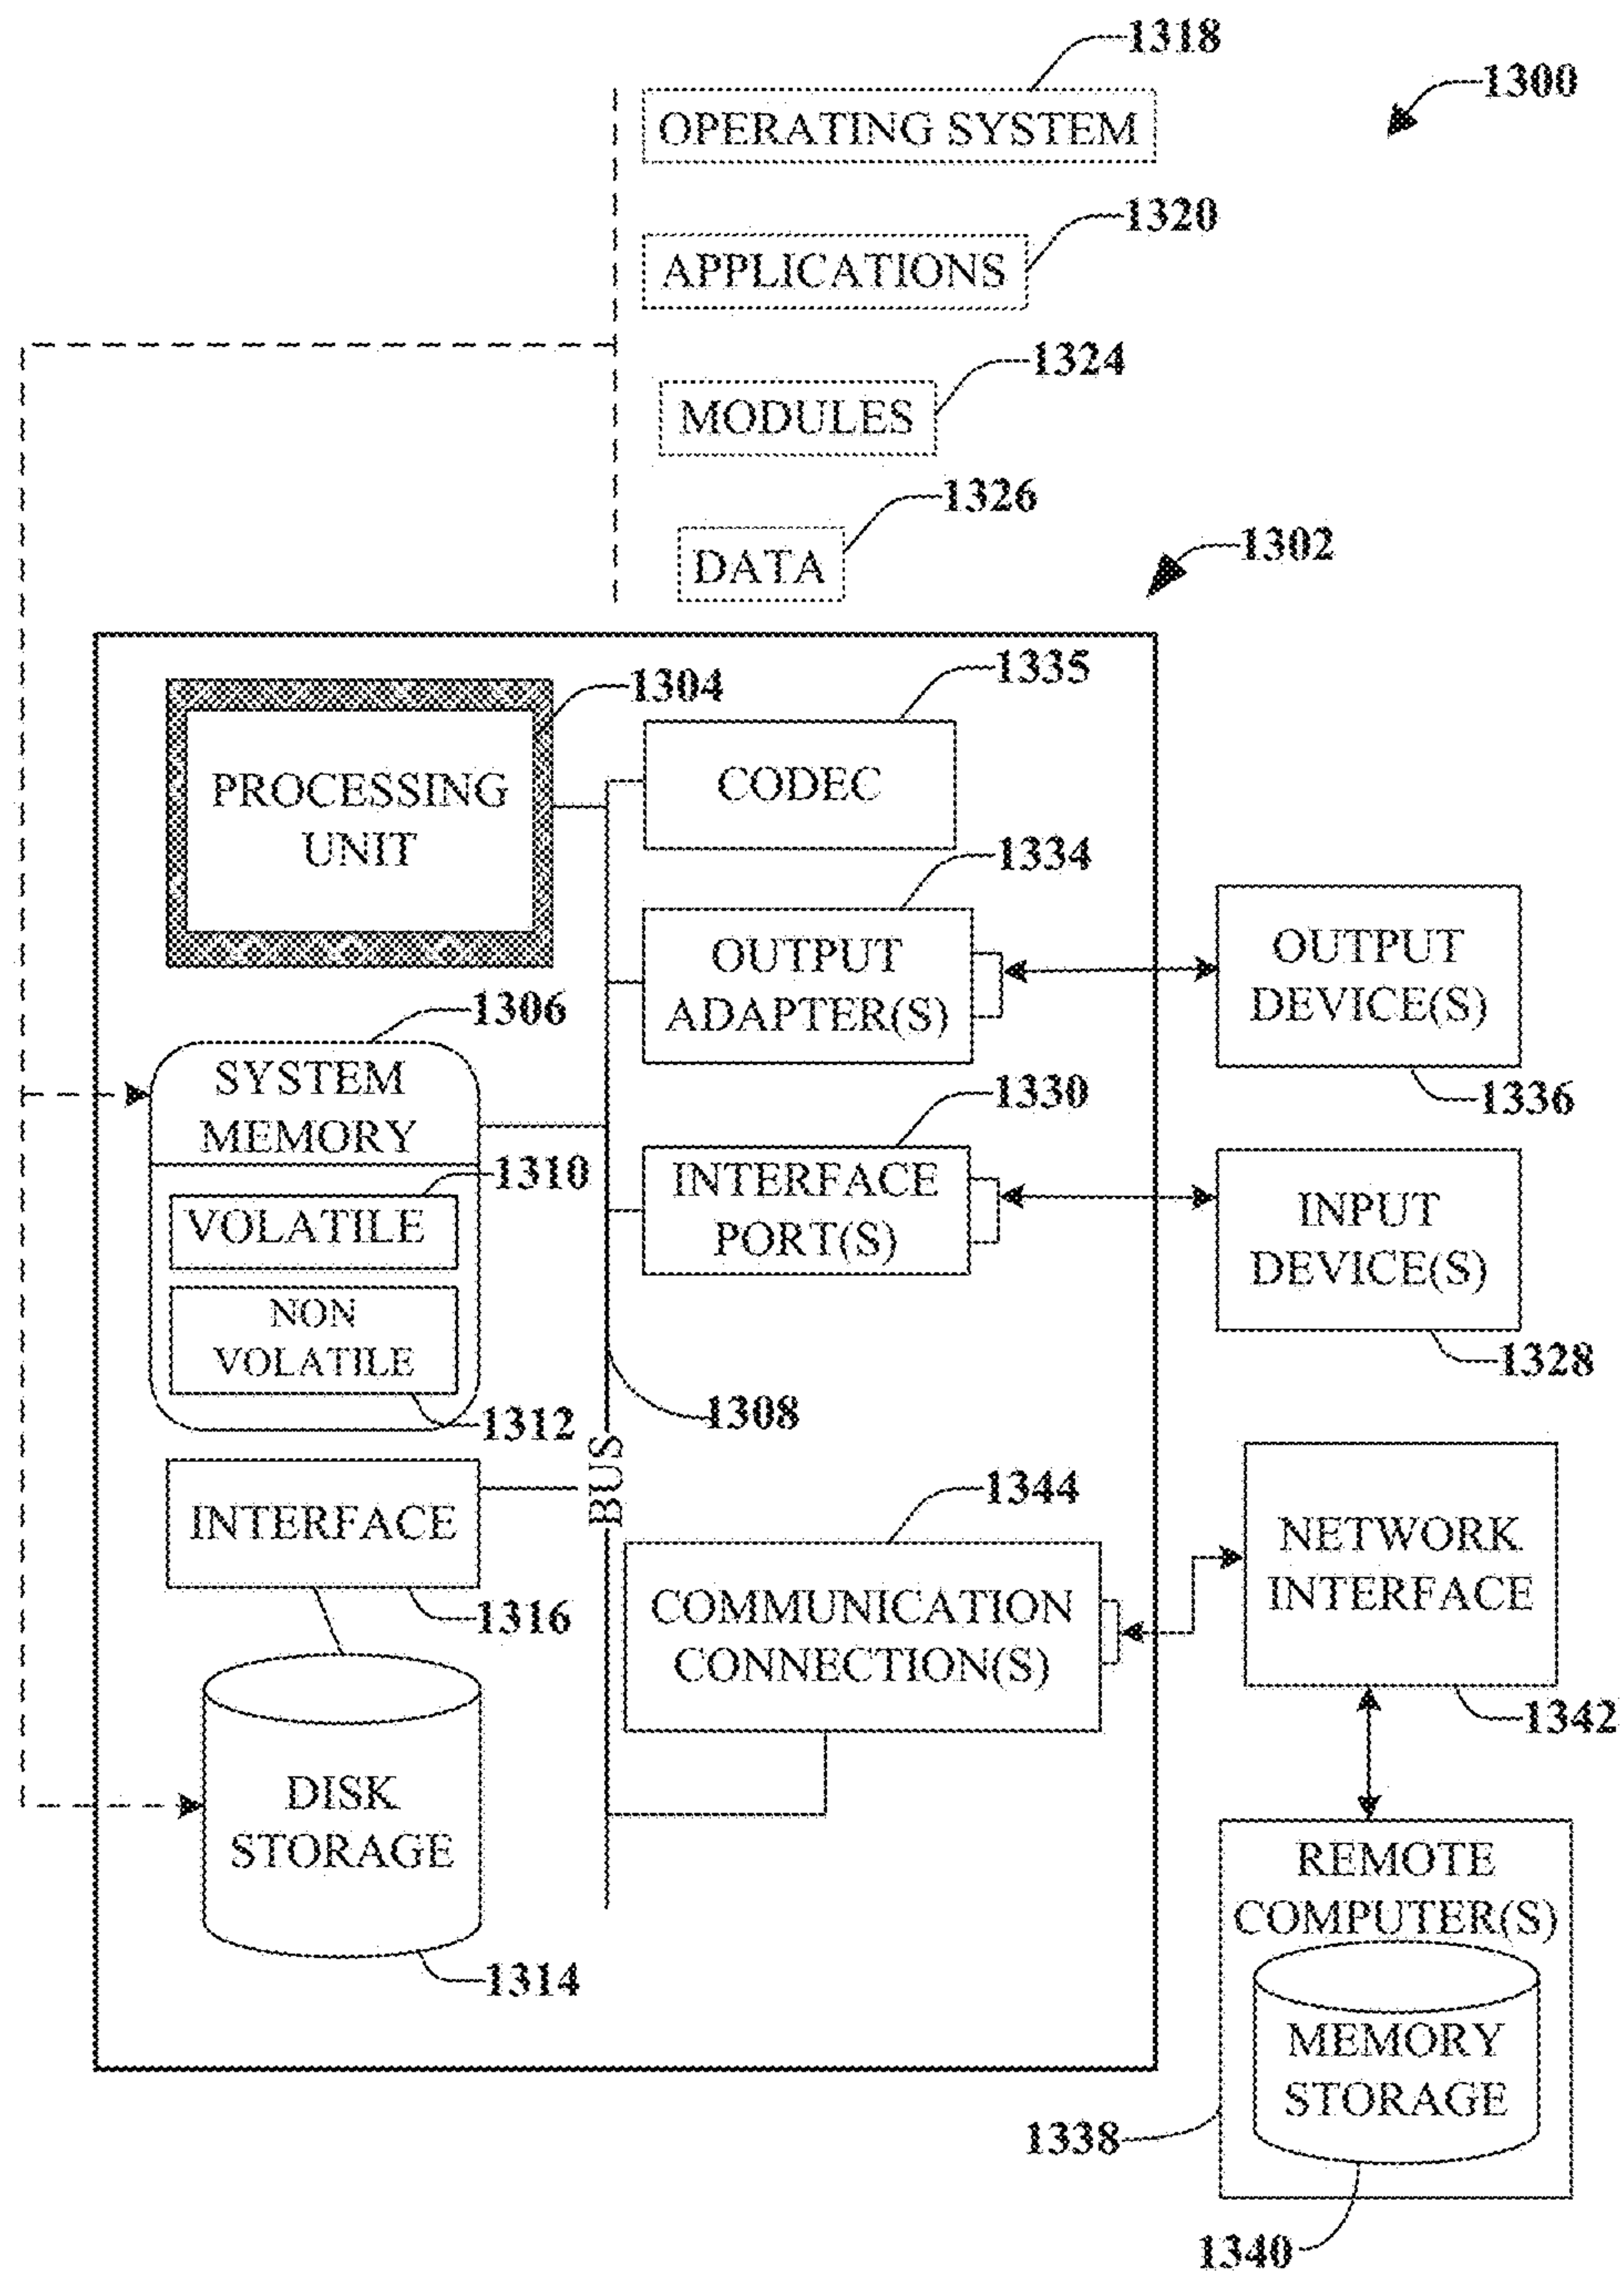 1318
1300
OPERATING SYSTEM
1320
APPLICATIONS
1324
MODULES
1326
DATA
1302
1304
PROCESSING
UNIT
1335
CODEC
1334
OUTPUT
ADAPTER(S)
OUTPUT
DEVICE(S)
1336
1306
SYSTEM
MEMORY
1310
VOLATILE
NON
VOLATILE
1312
1330
INTERFACE
PORT(S)
INPUT
DEVICE(S)
1328
1308
BUS
INTERFACE
1316
1344
COMMUNICATION
CONNECTION(S)
NETWORK
INTERFACE
1342
DISK
STORAGE
1314
REMOTE
COMPUTER(S)
MEMORY
STORAGE
1338
1340